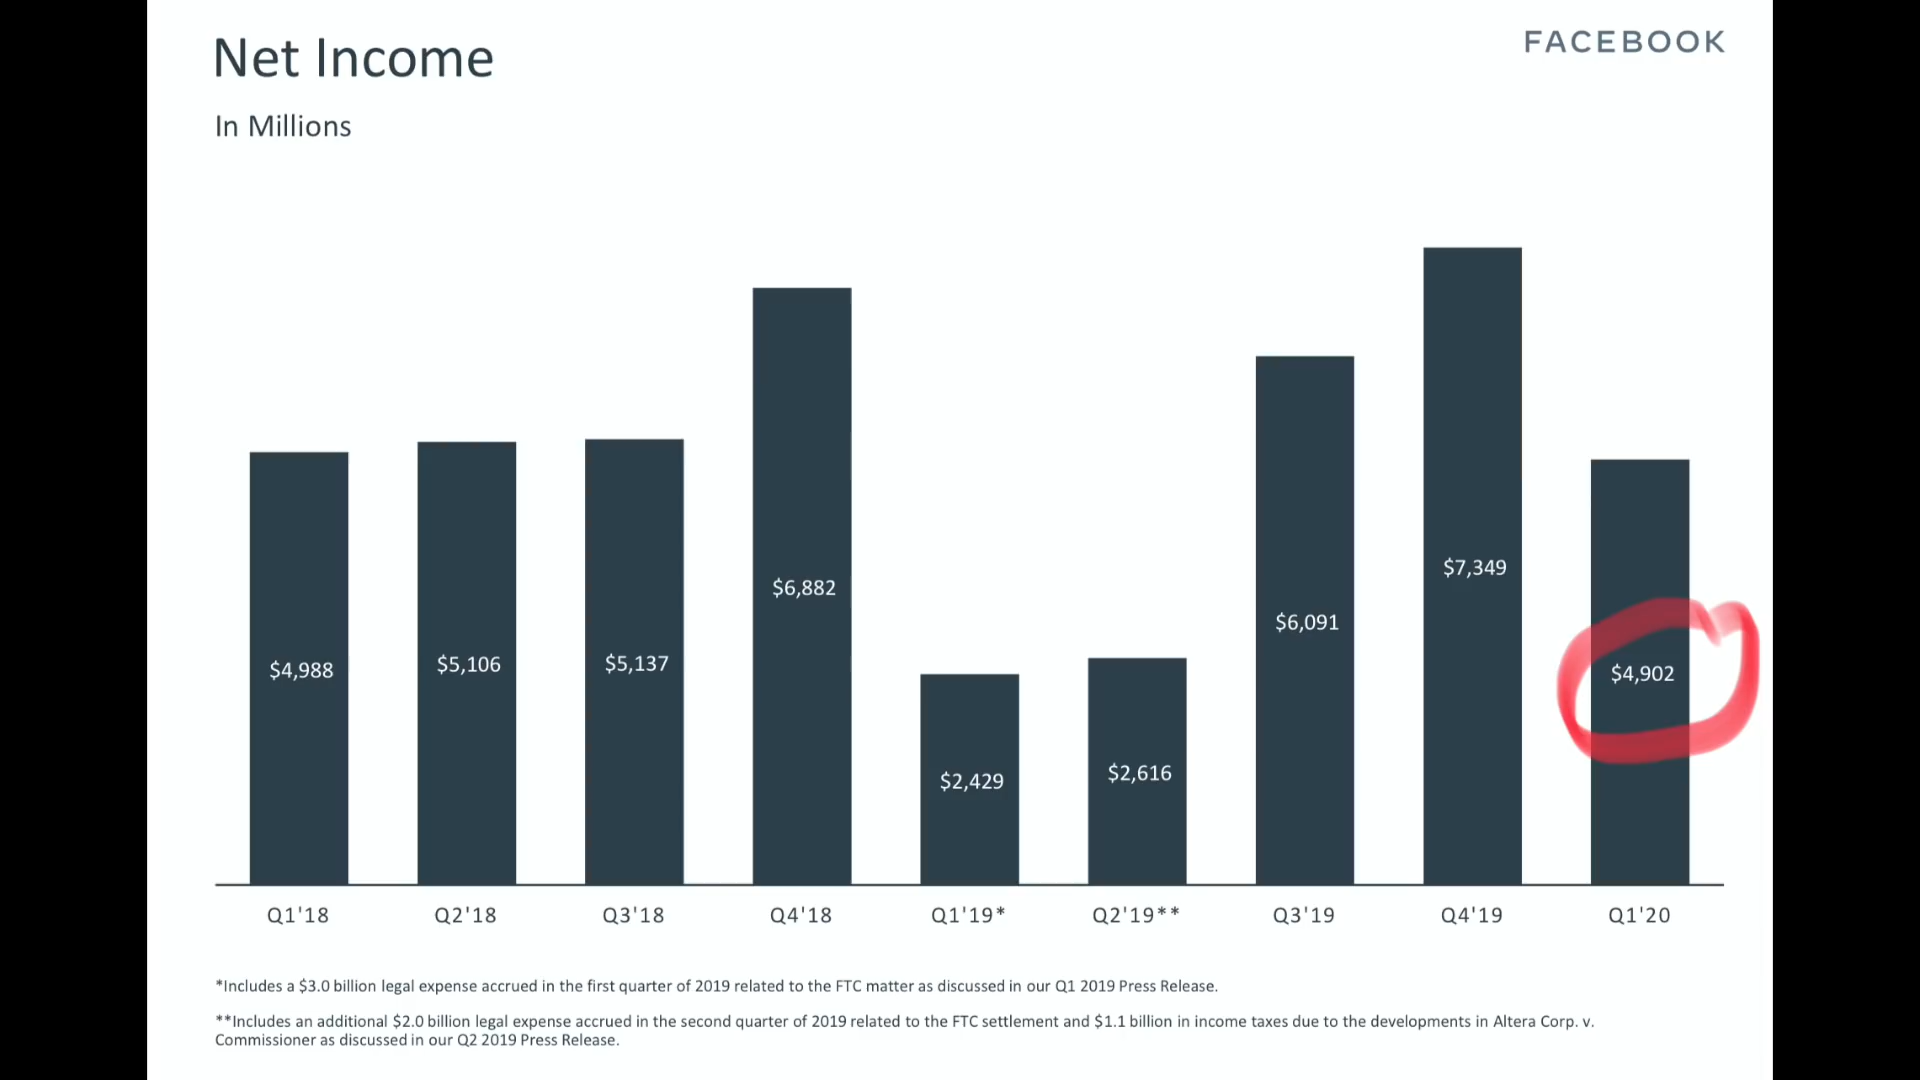 Net Income
FACEBOOK
In Millions
$4,988
$5,106
$5,137
$6,882
$2,429
$2,616
$6,091
$7,349
$4,902
Q1'18
Q2'18
Q3'18
Q4'18
Q1'19*
Q2'19**
Q3'19
Q4'19
Q1'20
*Includes a $3.0 billion legal expense accrued in the first quarter of 2019 related to the FTC matter as discussed in our Q1 2019 Press Release.
**Includes an additional $2.0 billion legal expense accrued in the second quarter of 2019 related to the FTC settlement and $1.1 billion in income taxes due to the developments in Altera Corp. v.
Commissioner as discussed in our Q2 2019 Press Release.